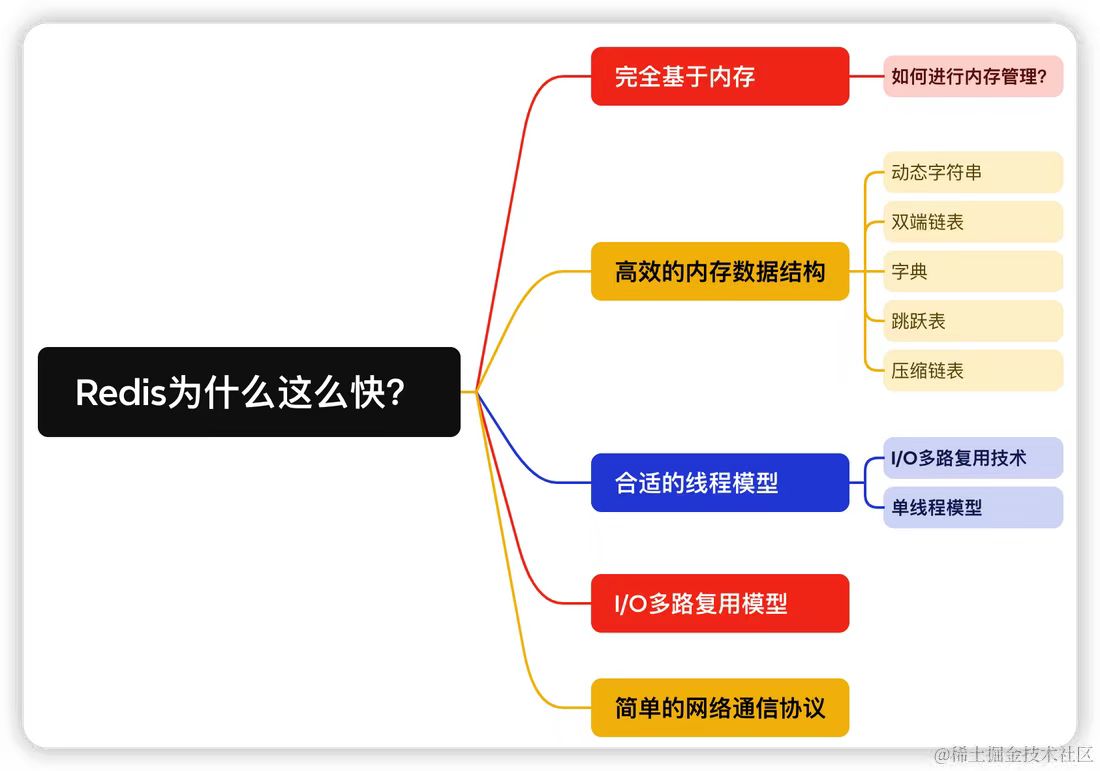 Redis为什么这么快？
完全基于内存
如何进行内存管理？
高效的内存数据结构
动态字符串
双端链表
字典
跳跃表
压缩链表
合适的线程模型
I/O多路复用技术
单线程模型
I/O多路复用模型
简单的网络通信协议
@稀土掘金技术社区